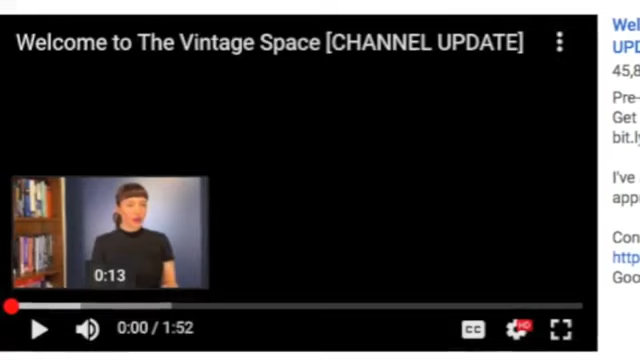 Welcome to The Vintage Space [CHANNEL UPDATE]
0:13
0:00 / 1:52
CC
HD
Wel
UPD
45,8
Pre-
Get
bit.ly
I've
appr
Con
http
Goo